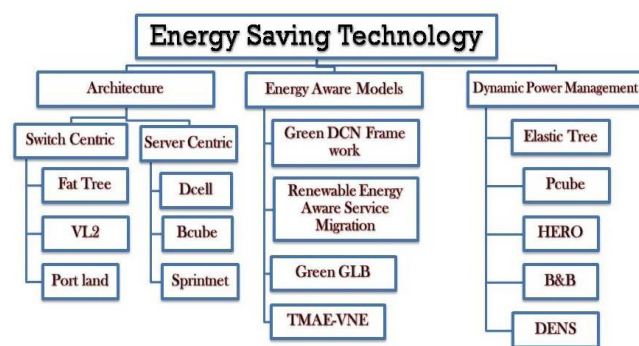 Energy Saving Technology
Architecture
Switch Centric
Fat Tree
VL2
Port land
Server Centric
Dcell
Bcube
Sprintnet
Energy Aware Models
Green DCN Frame
work
Renewable Energy
Aware Service
Migration
Green GLB
TMAE-VNE
Dynamic Power Management
Elastic Tree
Pcube
HERO
B&B
DENS